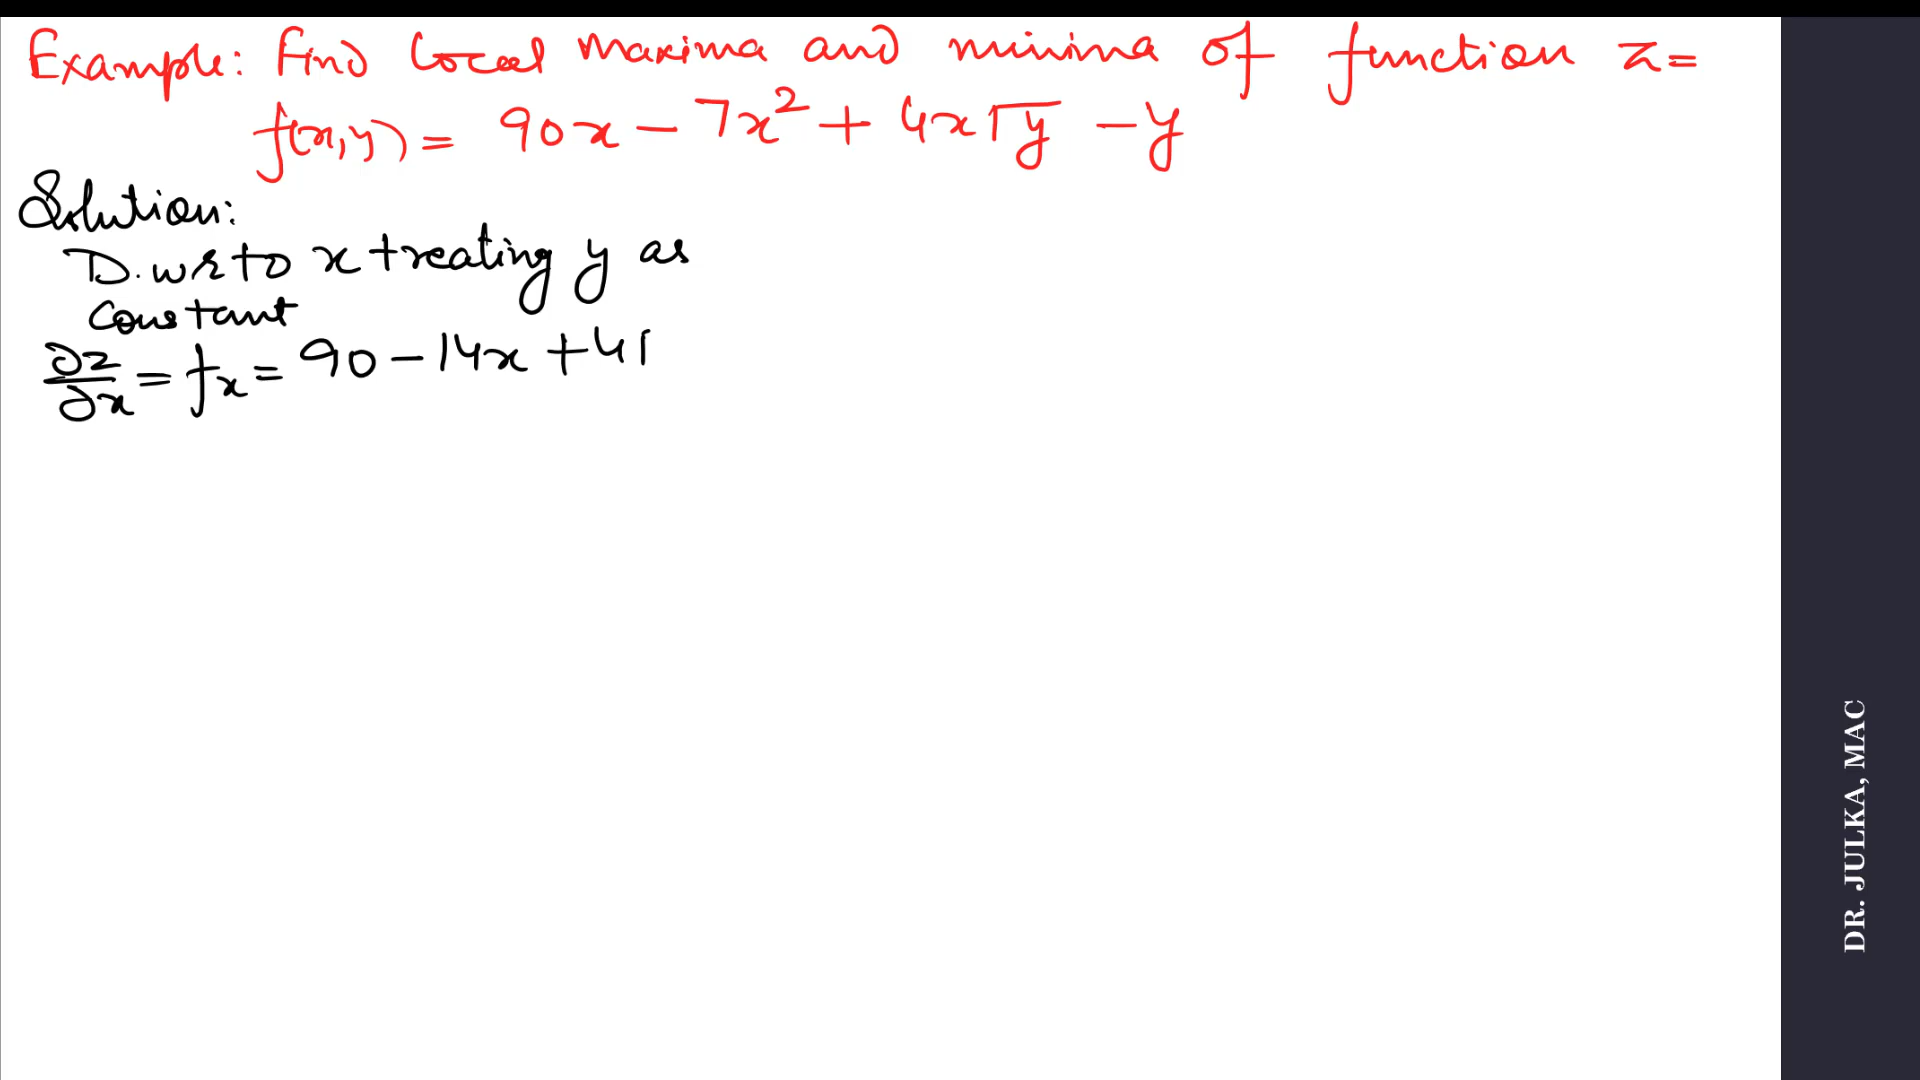 Example: Find Local Maxima and minima of function z=
f(x,y) = 90x - 7x² + 4x√y - y
Solution:
D. wr to x treating y as
Constant
∂z/∂x = fx = 90 - 14x + 4√
DR. JULKA, MAC